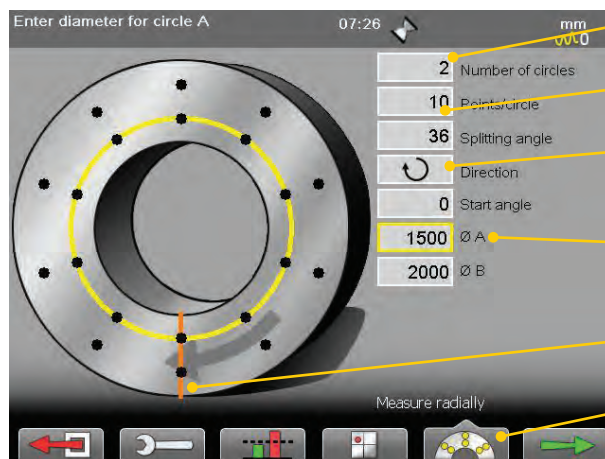 Enter diameter for circle A
07:26
mm
0
2 Number of circles
10 Points/circle
36 Splitting angle
Direction
0 Start angle
1500 Ø A
2000 Ø B
Measure radially